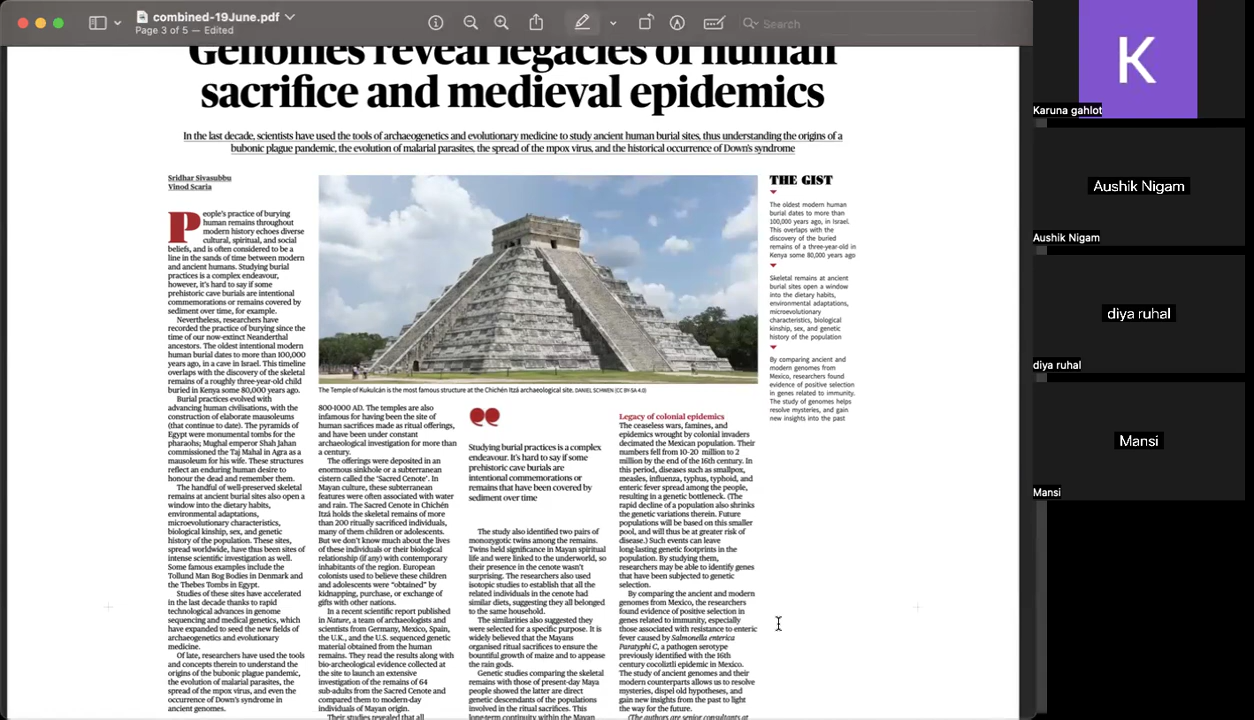 combined-19June.pdf
Page 3 of 5 — Edited
Search
Genomes reveal legacies of human
sacrifice and medieval epidemics
In the last decade, scientists have used the tools of archaeogenetics and evolutionary medicine to study ancient human burial sites, thus understanding the origins of a
bubonic plague pandemic, the evolution of malarial parasites, the spread of the mpox virus, and the historical occurrence of Down's syndrome
Sridhar Sivasubbu
Vinod Scaria
People's practice of burying
human remains throughout
modern history echoes diverse
cultural, spiritual, and social
beliefs, and is often considered to be a
line in the sands of time between modern
and ancient humans. Studying burial
practices is a complex endeavour,
however, it's hard to say if some
prehistoric cave burials are intentional
commemorations or remains covered by
sediment over time, for example.
Nevertheless, researchers have
recorded the practice of burying since the
time of our now-extinct Neanderthal
ancestors. The oldest intentional modern
human burial dates to more than 100,000
years ago, in a cave in Israel. This timeline
overlaps with the discovery of the skeletal
remains of a roughly three-year-old child
buried in Kenya some 80,000 years ago.
Burial practices evolved with
advancing human civilisations, with the
construction of elaborate mausoleums
(that continue to date). The pyramids of
Egypt were monumental tombs for the
pharaohs; Mughal emperor Shah Jahan
commissioned the Taj Mahal in Agra as a
mausoleum for his wife. These structures
reflect an enduring human desire to
honour the dead and remember them.
The handful of well-preserved skeletal
remains at ancient burial sites also open a
window into the dietary habits,
environmental adaptations,
microevolutionary characteristics,
biological kinship, sex, and genetic
history of the population. These sites,
spread worldwide, have thus been sites of
intense scientific investigation as well.
Some famous examples include the
Tollund Man Bog Bodies in Denmark and
the Thebes Tombs in Egypt.
Studies of these sites have accelerated
in the last decade thanks to rapid
technological advances in genome
sequencing and medical genetics, which
have expanded to seed the new fields of
archaeogenetics and evolutionary
medicine.
Of late, researchers have used the tools
and concepts therein to understand the
origins of the bubonic plague pandemic,
the evolution of malarial parasites, the
spread of the mpox virus, and even the
occurrence of Down's syndrome in
ancient genomes.
The Temple of Kukulcán is the most famous structure at the Chichén Itzá archaeological site. DANIEL SCHWEN (CC BY-SA 4.0)
800-1000 AD. The temples are also
infamous for having been the site of
human sacrifices made as ritual offerings,
and have been under constant
archaeological investigation for more than
a century.
The offerings were deposited in an
enormous sinkhole or a subterranean
cistern called the 'Sacred Cenote'. In
Mayan culture, these subterranean
features were often associated with water
and rain. The Sacred Cenote in Chichén
Itzá holds the skeletal remains of more
than 200 ritually sacrificed individuals,
many of them children or adolescents.
But we don't know much about the lives
of these individuals or their biological
relationship (if any) with contemporary
inhabitants of the region. European
colonists used to believe these children
and adolescents were "obtained" by
kidnapping, purchase, or exchange of
gifts with other nations.
In a recent scientific report published
in Nature, a team of archaeologists and
scientists from Germany, Mexico, Spain,
the U.K., and the U.S. sequenced genetic
material obtained from the human
remains. They read the results along with
bio-archeological evidence collected at
the site to launch an extensive
investigation of the remains of 64
sub-adults from the Sacred Cenote and
compared them to modern-day
individuals of Mayan origin.
Their studies revealed that all
Studying burial practices is a complex
endeavour. It's hard to say if some
prehistoric cave burials are
intentional commemorations or
remains that have been covered by
sediment over time
The study also identified two pairs of
monozygotic twins among the remains.
Twins held significance in Mayan spiritual
life and were linked to the underworld, so
their presence in the cenote wasn't
surprising. The researchers also used
isotopic studies to establish that all the
related individuals in the cenote had
similar diets, suggesting they all belonged
to the same household.
The similarities also suggested they
were selected for a specific purpose. It is
widely believed that the Mayans
organised ritual sacrifices to ensure the
bountiful growth of maize and to appease
the rain gods.
Genetic studies comparing the skeletal
remains with those of present-day Maya
people showed the latter are direct
genetic descendants of the populations
involved in ritual sacrifices. This
long-term continuity within the Mayan
Legacy of colonial epidemics
The ceaseless wars, famines, and
epidemics wrought by colonial invaders
decimated the Mexican population. Their
numbers fell from 10-20 million to 2
million by the end of the 16th century. In
this period, diseases such as smallpox,
measles, influenza, typhus, typhoid, and
enteric fever spread among the people,
resulting in a genetic bottleneck. (The
rapid decline of a population also shrinks
the genetic variations therein. Future
populations will be based on this smaller
pool, and will thus be at greater risk of
disease.) Such events can leave
long-lasting genetic footprints in the
population. By studying them,
researchers may be able to identify genes
that have been subjected to genetic
selection.
By comparing the ancient and modern
genomes from Mexico, the researchers
found evidence of positive selection in
genes related to immunity, especially
those associated with resistance to enteric
fever caused by Salmonella enterica
Paratyphi C, a pathogen serotype
previously identified with the 16th
century cocoliztli epidemic in Mexico.
The study of ancient genomes and their
modern counterparts allows us to resolve
mysteries, dispel old hypotheses, and
gain new insights from the past to light
the way for the future.
(The authors are senior consultants at
THE GIST
The oldest modern human
burial dates to more than
100,000 years ago, in Israel.
This overlaps with the
discovery of the buried
remains of a three-year-old in
Kenya some 80,000 years ago
Skeletal remains at ancient
burial sites open a window
into the dietary habits,
environmental adaptations,
microevolutionary
characteristics, biological
kinship, sex, and genetic
history of the population
By comparing ancient and
modern genomes from
Mexico, researchers found
evidence of positive selection
in genes related to immunity.
The study of genomes helps
resolve mysteries, and gain
new insights into the past
K
Karuna gahlot
Aushik Nigam
Aushik Nigam
diya ruhal
diya ruhal
Mansi
Mansi